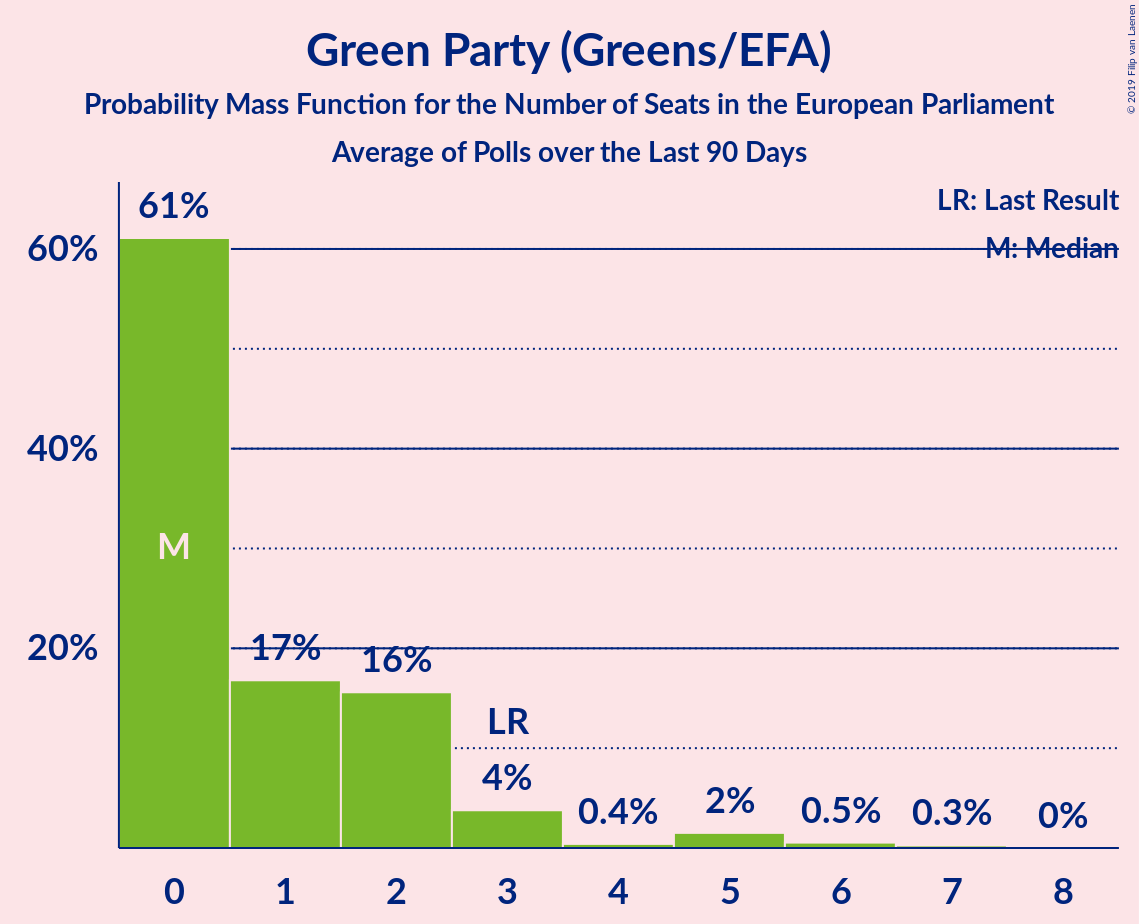 Green Party (Greens/EFA)
Probability Mass Function for the Number of Seats in the European Parliament
Average of Polls over the Last 90 Days
© 2019 Filip van Laenen
LR: Last Result
M: Median
61%
60%
40%
M
20%
17%
16%
LR
4%
0.4%
2%
0.5%
0.3%
0%
0 1 2 3 4 5 6 7 8